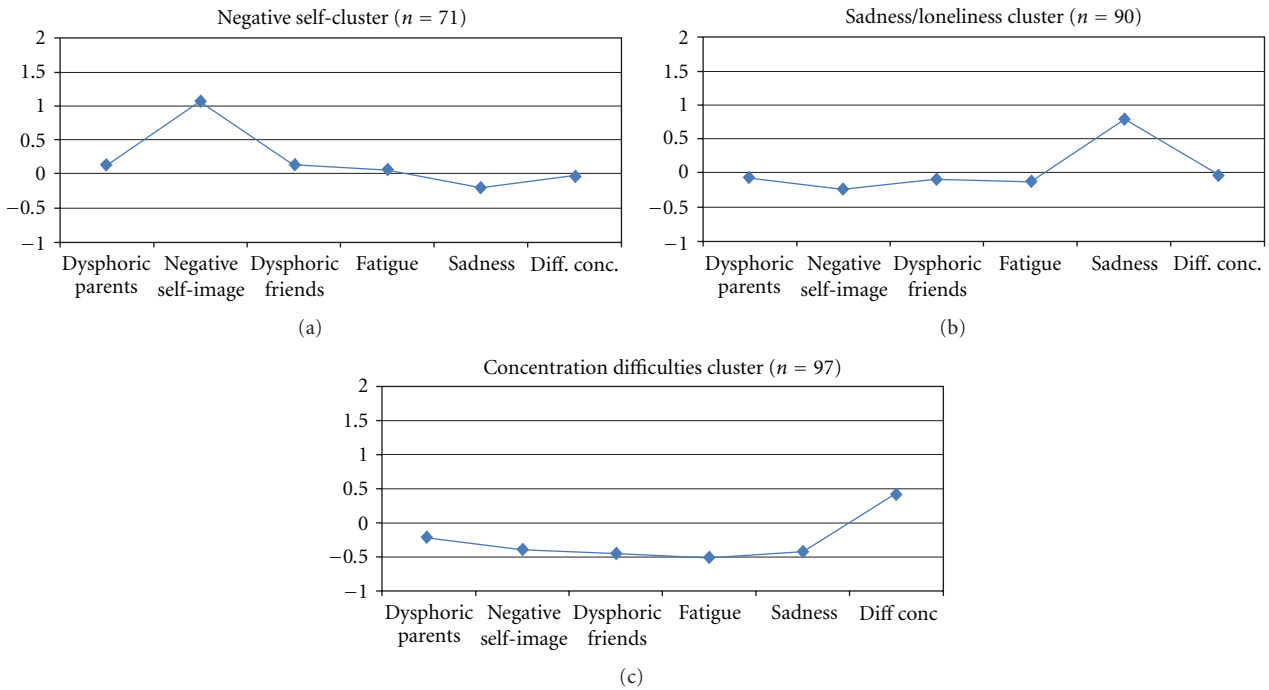 Negative self-cluster (n = 71)
2
1.5
1
0.5
0
−0.5
−1
Dysphoric Negative Dysphoric Fatigue Sadness Diff. conc.
parents self-image friends
(a)
Sadness/loneliness cluster (n = 90)
2
1.5
1
0.5
0
−0.5
−1
Dysphoric Negative Dysphoric Fatigue Sadness Diff. conc.
parents self-image friends
(b)
Concentration difficulties cluster (n = 97)
2
1.5
1
0.5
0
−0.5
−1
Dysphoric Negative Dysphoric Fatigue Sadness Diff conc
parents self-image friends
(c)